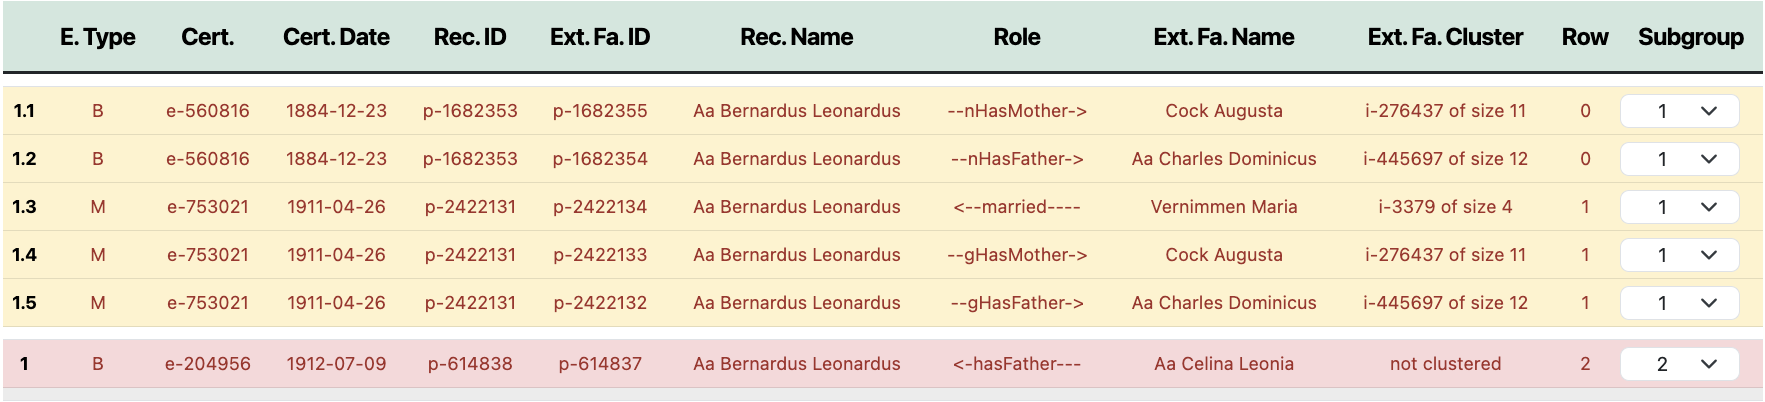 E. Type Cert. Cert. Date Rec. ID Ext. Fa. ID Rec. Name Role Ext. Fa. Name Ext. Fa. Cluster Row Subgroup
1.1 B e-560816 1884-12-23 p-1682353 p-1682355 Aa Bernardus Leonardus --nHasMother-> Cock Augusta i-276437 of size 11 0 1
1.2 B e-560816 1884-12-23 p-1682353 p-1682354 Aa Bernardus Leonardus --nHasFather-> Aa Charles Dominicus i-445697 of size 12 0 1
1.3 M e-753021 1911-04-26 p-2422131 p-2422134 Aa Bernardus Leonardus <--married---- Vernimmen Maria i-3379 of size 4 1 1
1.4 M e-753021 1911-04-26 p-2422131 p-2422133 Aa Bernardus Leonardus --gHasMother-> Cock Augusta i-276437 of size 11 1 1
1.5 M e-753021 1911-04-26 p-2422131 p-2422132 Aa Bernardus Leonardus --gHasFather-> Aa Charles Dominicus i-445697 of size 12 1 1
1 B e-204956 1912-07-09 p-614838 p-614837 Aa Bernardus Leonardus <-hasFather--- Aa Celina Leonia not clustered 2 2